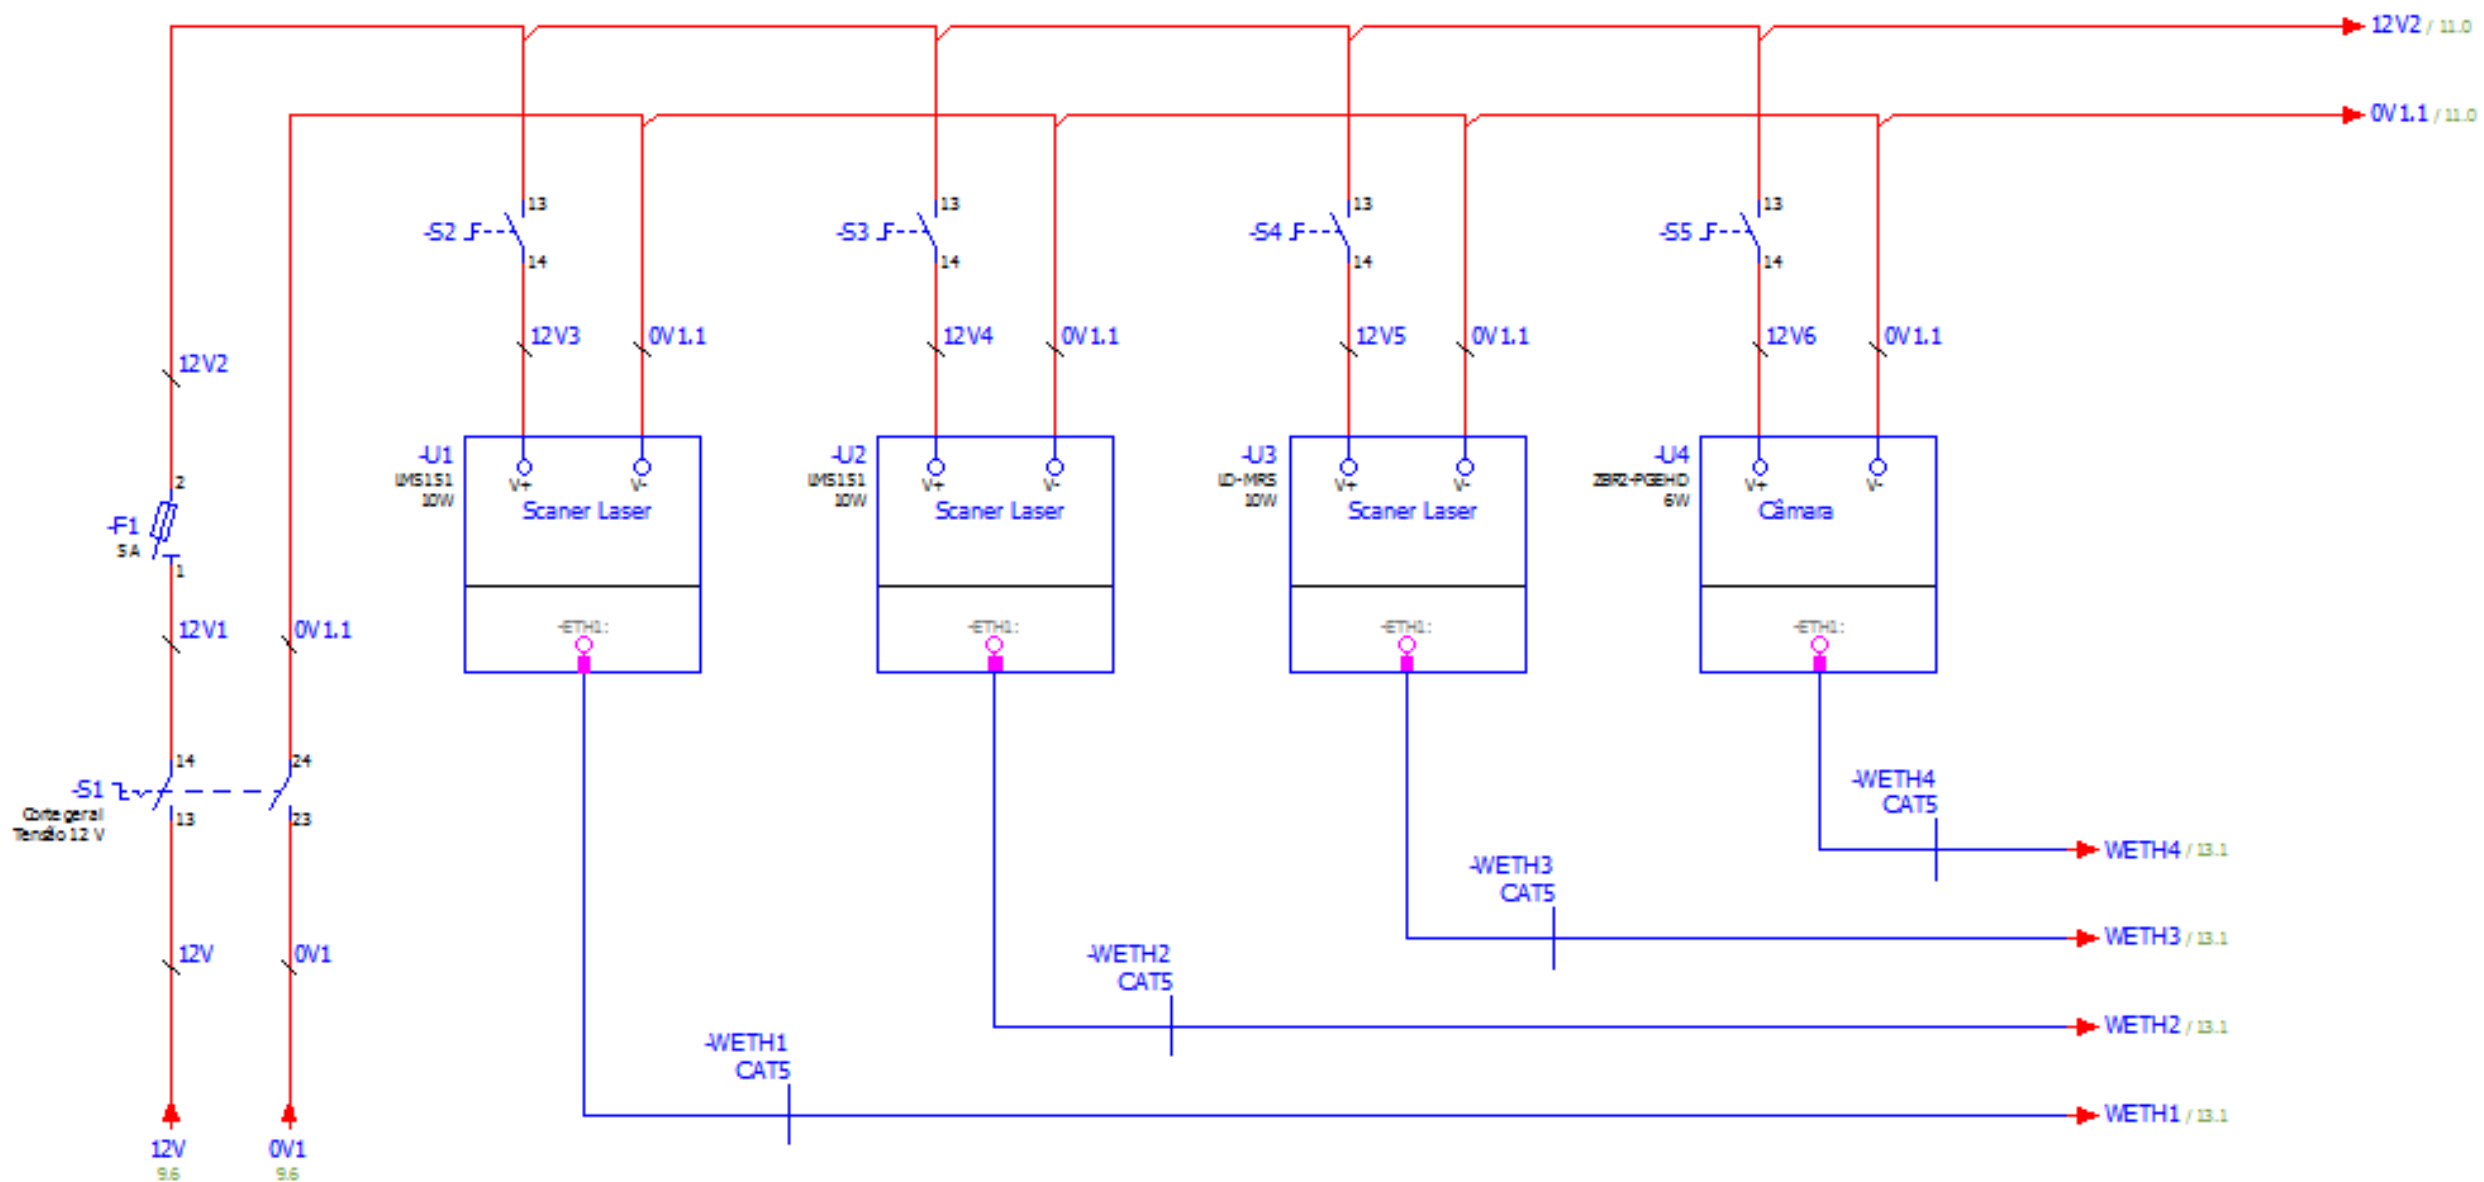 12V2 / 11.0
0V1.1 / 11.0
13
-S2
14
13
-S3
14
13
-S4
14
13
-S5
14
12V3
0V1.1
12V4
0V1.1
12V5
0V1.1
12V6
0V1.1
12V2
-U1
LMS151
10W
V+
V-
Scaner Laser
-ETH1:
-U2
LMS151
10W
V+
V-
Scaner Laser
-ETH1:
-U3
LD-MRS
10W
V+
V-
Scaner Laser
-ETH1:
-U4
ZBR2-PGEHD
6W
V+
V-
Câmara
-ETH1:
2
-F1
5A
1
12V1
0V1.1
14
24
-S1
Corte geral
Tensão 12 V
13
23
12V
0V1
12V
9.6
0V1
9.6
-WETH4
CAT5
WETH4 / 13.1
-WETH3
CAT5
WETH3 / 13.1
-WETH2
CAT5
WETH2 / 13.1
-WETH1
CAT5
WETH1 / 13.1